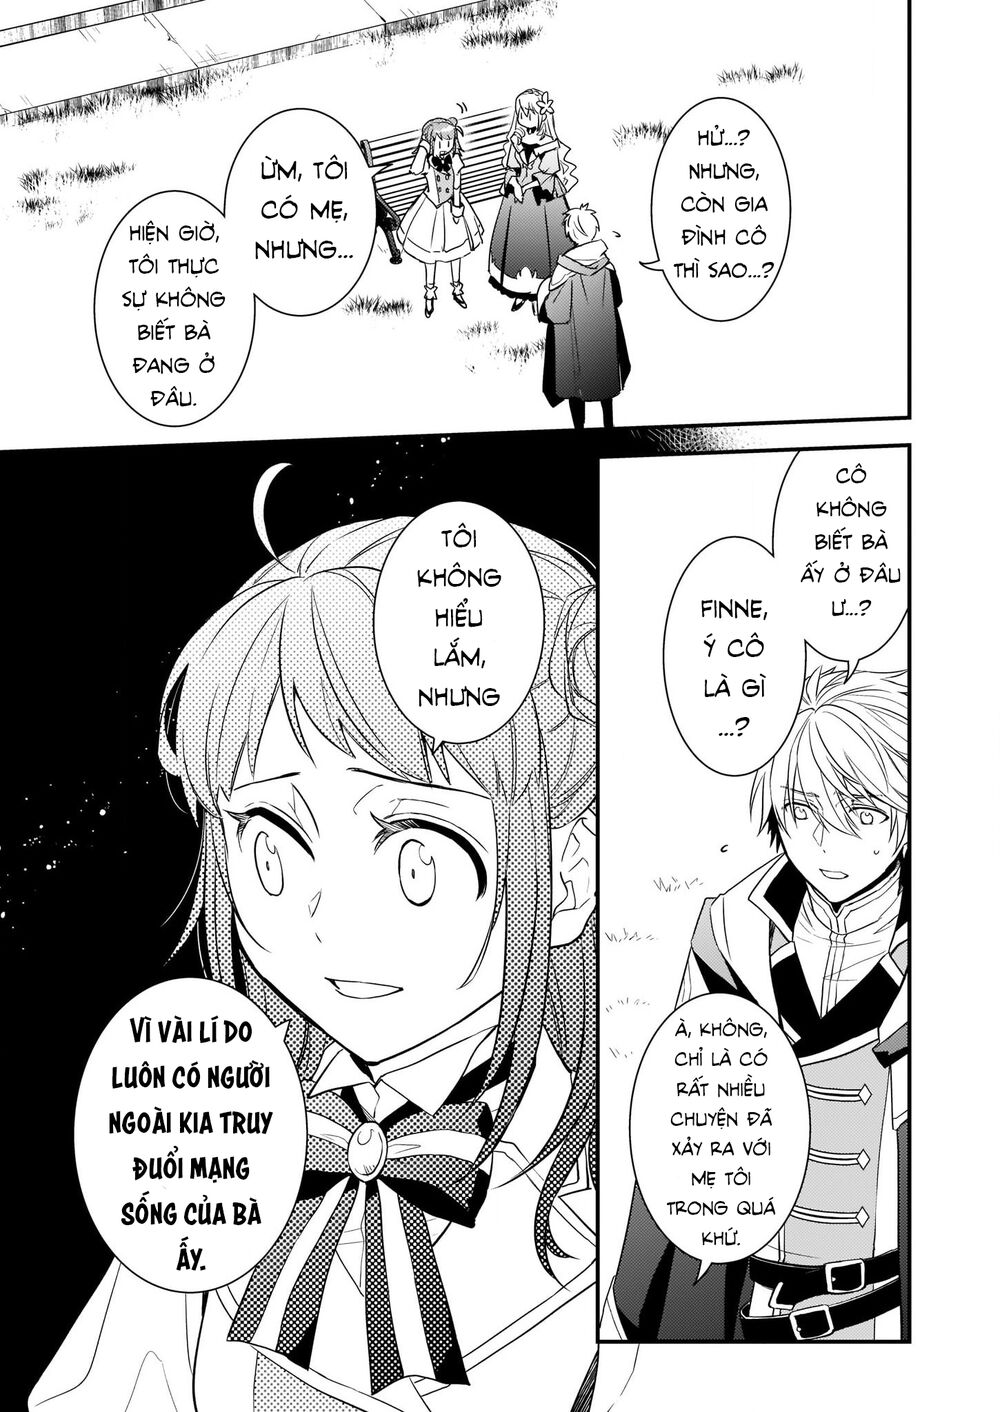 HỬ...?
NHƯNG,
CÒN GIA
ĐÌNH CÔ
THÌ SAO...?
ỪM, TÔI
CÓ MẸ,
NHƯNG...
HIỆN GIỜ,
TÔI THỰC
SỰ KHÔNG
BIẾT BÀ
ĐANG Ở
ĐÂU.
CÔ
KHÔNG
BIẾT BÀ
ẤY Ở ĐÂU
Ư...?
FINNE,
Ý CÔ
LÀ GÌ
...?
À, KHÔNG,
CHỈ LÀ CÓ
RẤT NHIỀU
CHUYỆN ĐÃ
XẢY RA VỚI
MẸ TÔI
TRONG QUÁ
KHỨ.
TÔI
KHÔNG
HIỂU
LẮM,
NHƯNG
VÌ VÀI LÍ DO
LUÔN CÓ NGƯỜI
NGOÀI KIA TRUY
ĐUỔI MẠNG
SỐNG CỦA BÀ
ẤY.